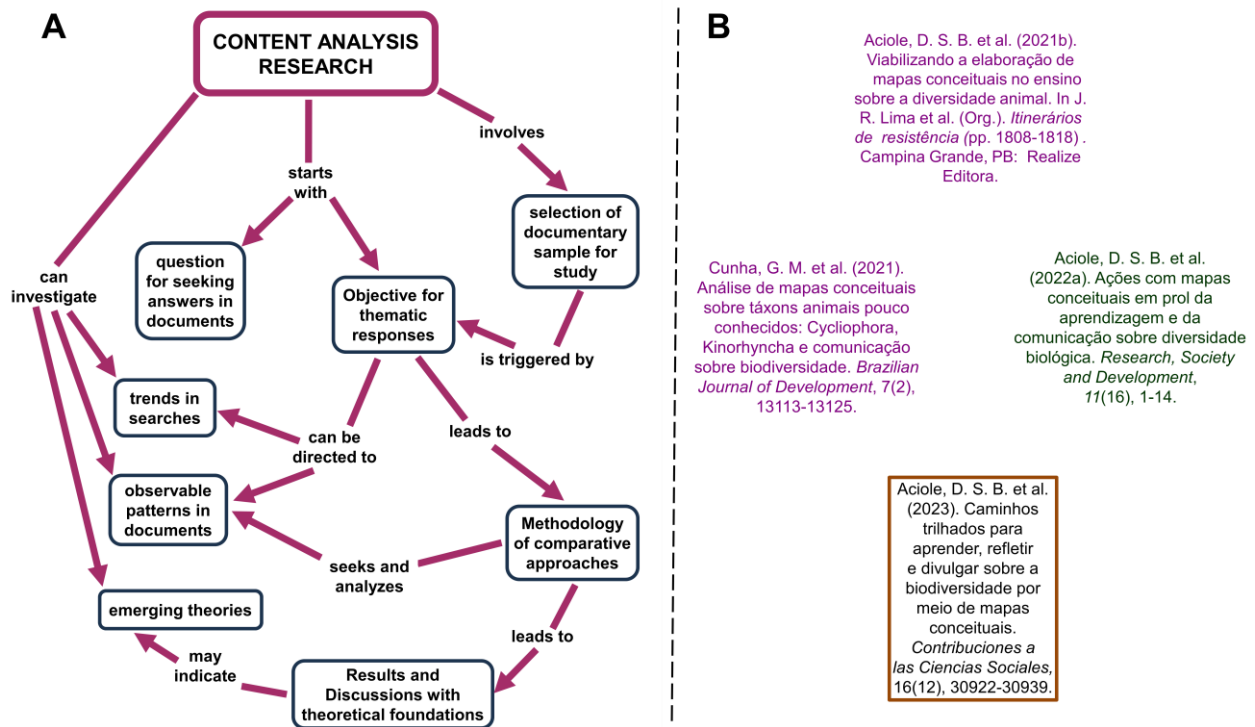 A
CONTENT ANALYSIS
RESEARCH
involves
starts
with
selection of
documentary
sample for
study
question
for seeking
answers in
documents
can
investigate
Objective for
thematic
responses
is triggered by
trends in
searches
can be
directed to
leads to
observable
patterns in
documents
Methodology
of comparative
approaches
seeks and
analyzes
emerging theories
leads to
may
indicate
Results and
Discussions with
theoretical foundations
B
Aciole, D. S. B. et al. (2021b).
Viabilizando a elaboração de
mapas conceituais no ensino
sobre a diversidade animal. In J.
R. Lima et al. (Org.). Itinerários
de resistência (pp. 1808-1818) .
Campina Grande, PB: Realize
Editora.
Cunha, G. M. et al. (2021).
Análise de mapas conceituais
sobre táxons animais pouco
conhecidos: Cycliophora,
Kinorhyncha e comunicação
sobre biodiversidade. Brazilian
Journal of Development, 7(2),
13113-13125.
Aciole, D. S. B. et al.
(2022a). Ações com mapas
conceituais em prol da
aprendizagem e da
comunicação sobre diversidade
biológica. Research, Society
and Development,
11(16), 1-14.
Aciole, D. S. B. et al.
(2023). Caminhos
trilhados para
aprender, refletir
e divulgar sobre a
biodiversidade por
meio de mapas
conceituais.
Contribuciones a
las Ciencias Sociales,
16(12), 30922-30939.